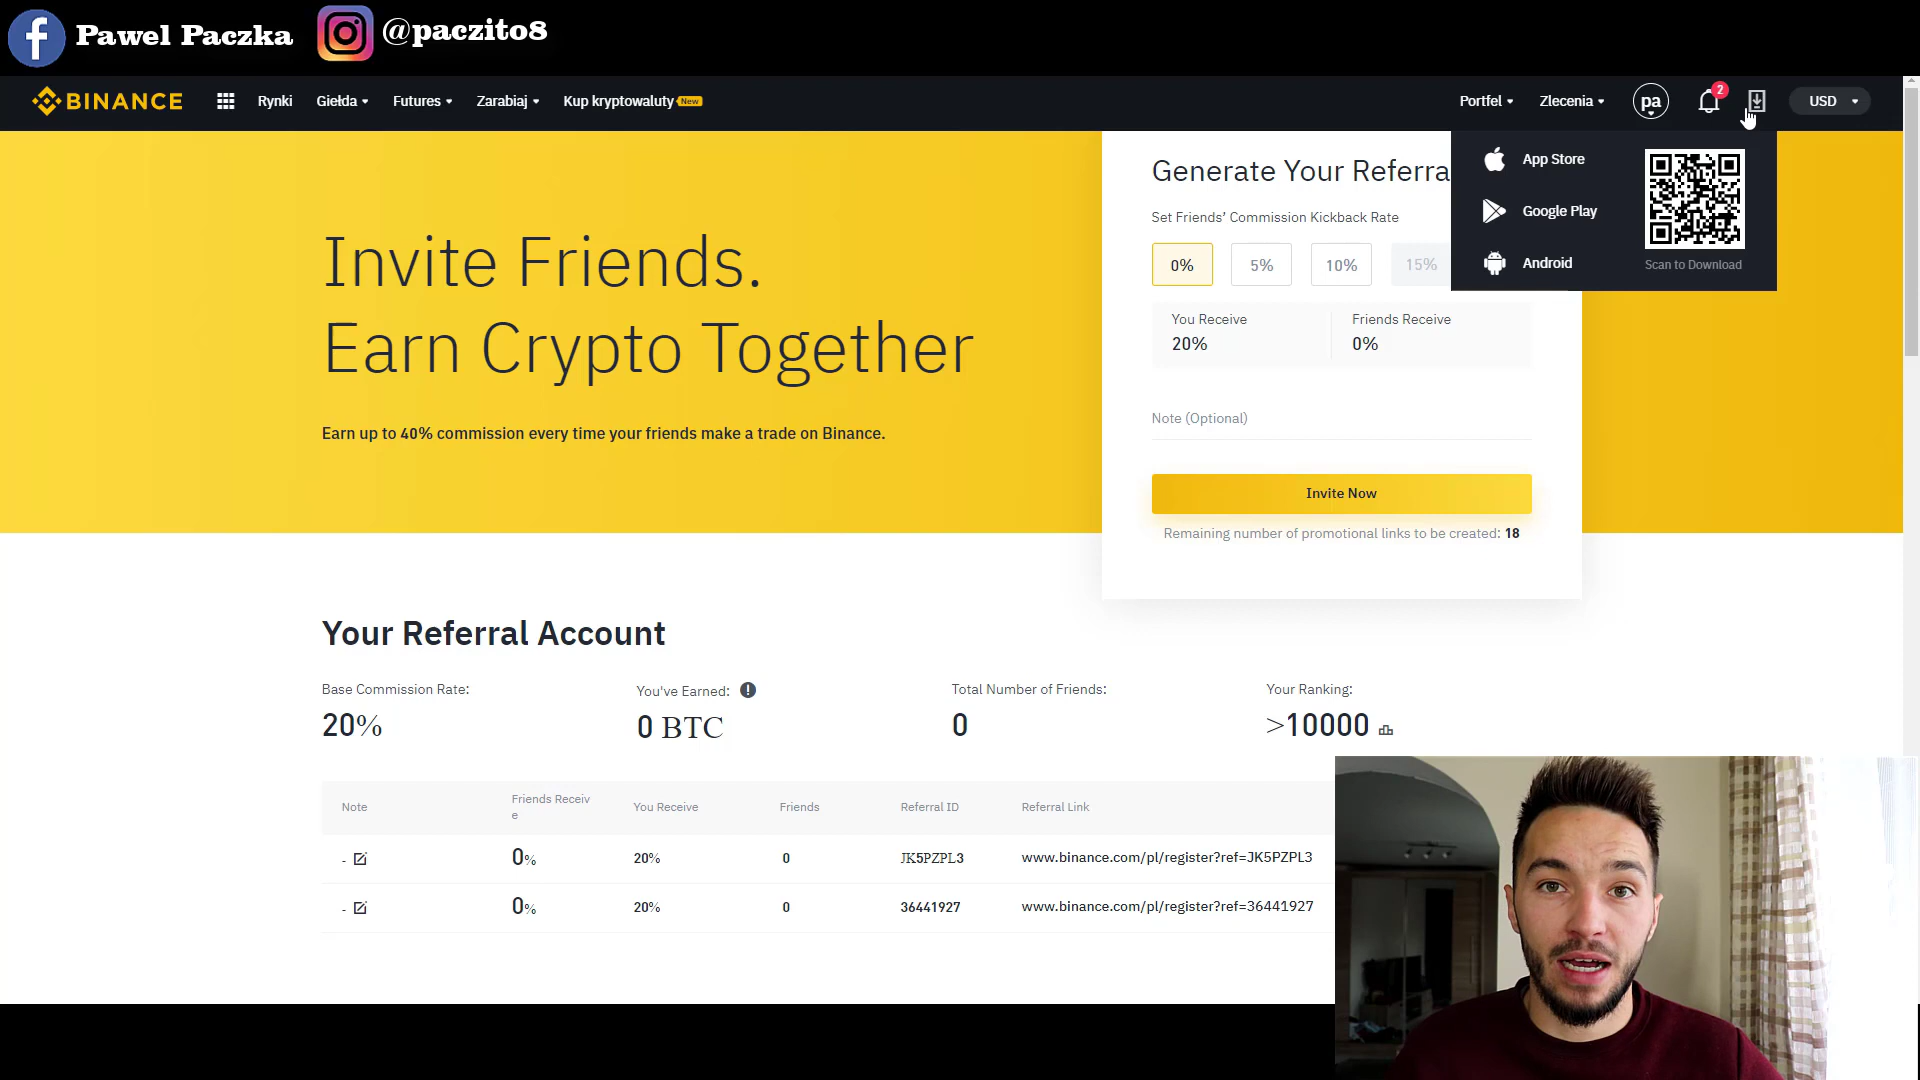 Pawel Paczka
@paczito8
BINANCE
Rynki
Giełda
Futures
Zarabiaj
Kup kryptowaluty New
Portfel
Zlecenia
pa
2
USD
App Store
Google Play
Android
Scan to Download
Invite Friends.
Earn Crypto Together
Earn up to 40% commission every time your friends make a trade on Binance.
Generate Your Referra
Set Friends’ Commission Kickback Rate
0% 5% 10% 15%
You Receive
20%
Friends Receive
0%
Note (Optional)
Invite Now
Remaining number of promotional links to be created: 18
Your Referral Account
Base Commission Rate:
20%
You've Earned:
0 BTC
Total Number of Friends:
0
Your Ranking:
>10000
Note
Friends Receiv
e
You Receive
Friends
Referral ID
Referral Link
- 0% 20% 0 JK5PZPL3 www.binance.com/pl/register?ref=JK5PZPL3
- 0% 20% 0 36441927 www.binance.com/pl/register?ref=36441927